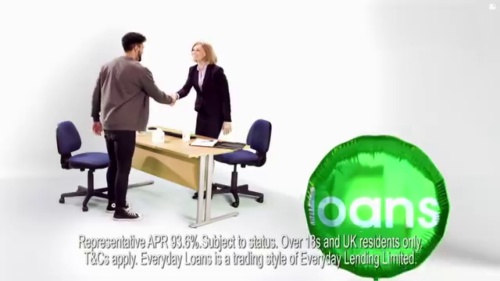 loans
Representative APR 93.6%.Subject to status. Over 18s and UK residents only.
T&Cs apply. Everyday Loans is a trading style of Everyday Lending Limited.